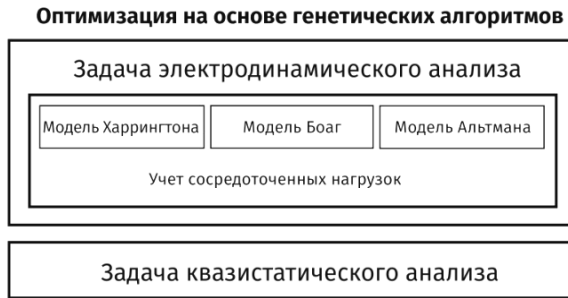 Оптимизация на основе генетических алгоритмов
Задача электродинамического анализа
Модель Харрингтона Модель Боаг Модель Альтмана
Учет сосредоточенных нагрузок
Задача квазистатического анализа